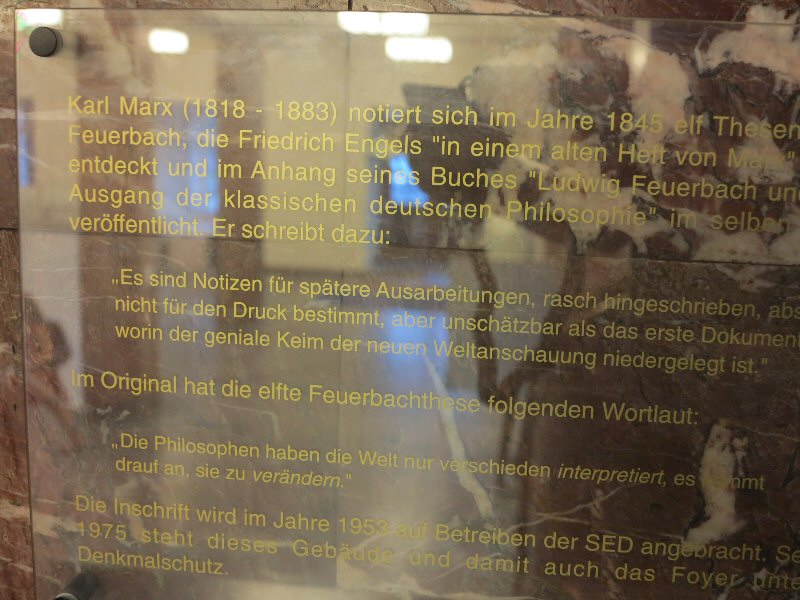 Karl Marx (1818 - 1883) notiert sich im Jahre 1845 elf Thesen
Feuerbach, die Friedrich Engels "in einem alten Heft von Marx"
entdeckt und im Anhang seines Buches "Ludwig Feuerbach und
Ausgang der klassischen deutschen Philosophie" im selben
veröffentlicht. Er schreibt dazu:
„Es sind Notizen für spätere Ausarbeitungen, rasch hingeschrieben, abs
nicht für den Druck bestimmt, aber unschätzbar als das erste Dokument
worin der geniale Keim der neuen Weltanschauung niedergelegt ist."
Im Original hat die elfte Feuerbachthese folgenden Wortlaut:
„Die Philosophen haben die Welt nur verschieden interpretiert, es kommt
drauf an, sie zu verändern."
Die Inschrift wird im Jahre 1953 auf Betreiben der SED angebracht. Se
1975 steht dieses Gebäude und damit auch das Foyer unte
Denkmalschutz.